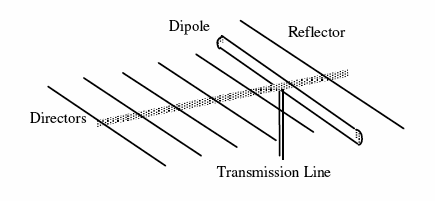 Dipole
Reflector
Directors
Transmission Line